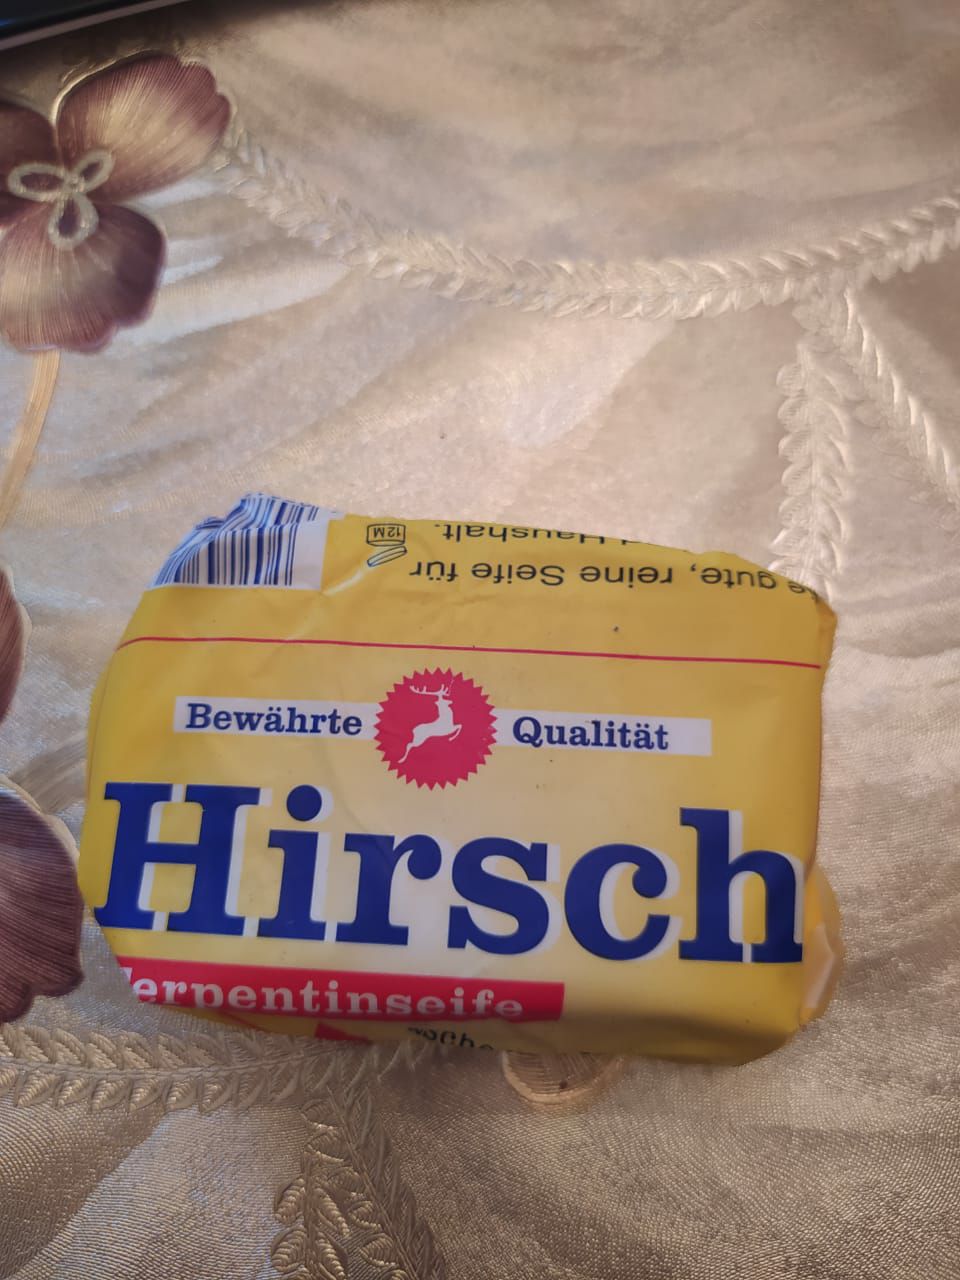 gute, reine Seife für
Haushalt.
12M
Bewährte Qualität
Hirsch
erpentinseife